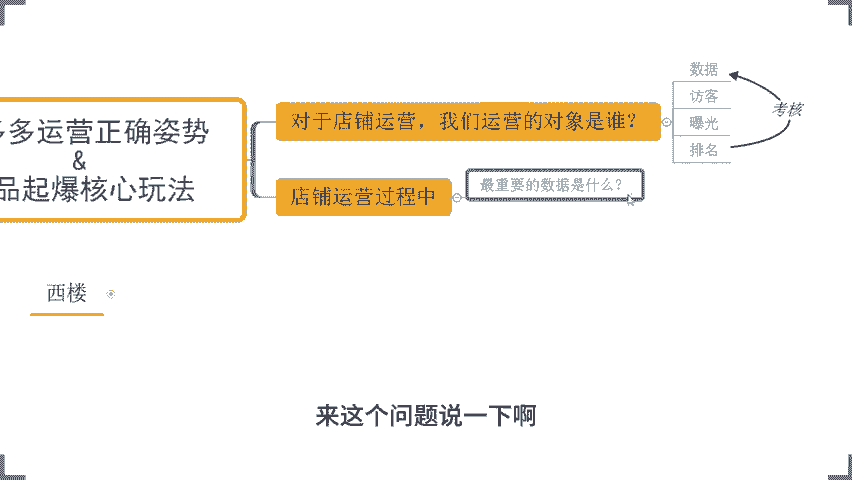 多多运营正确姿势
&
品起爆核心玩法
对于店铺运营，我们运营的对象是谁？
数据
访客
曝光
排名
考核
店铺运营过程中
最重要的数据是什么？
西楼
来这个问题说一下啊